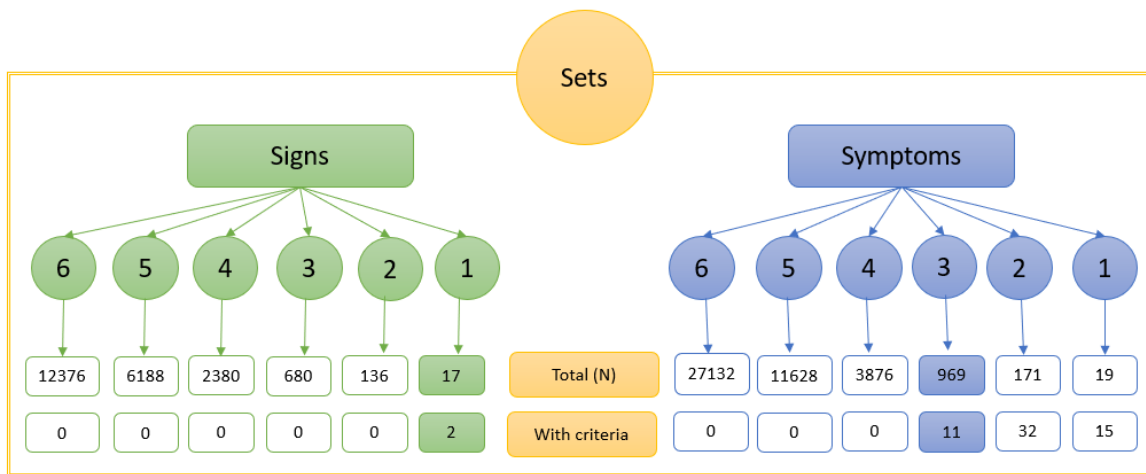 Sets
Signs Symptoms
6 5 4 3 2 1 6 5 4 3 2 1
12376 6188 2380 680 136 17 Total (N) 27132 11628 3876 969 171 19
0 0 0 0 0 2 With criteria 0 0 0 11 32 15